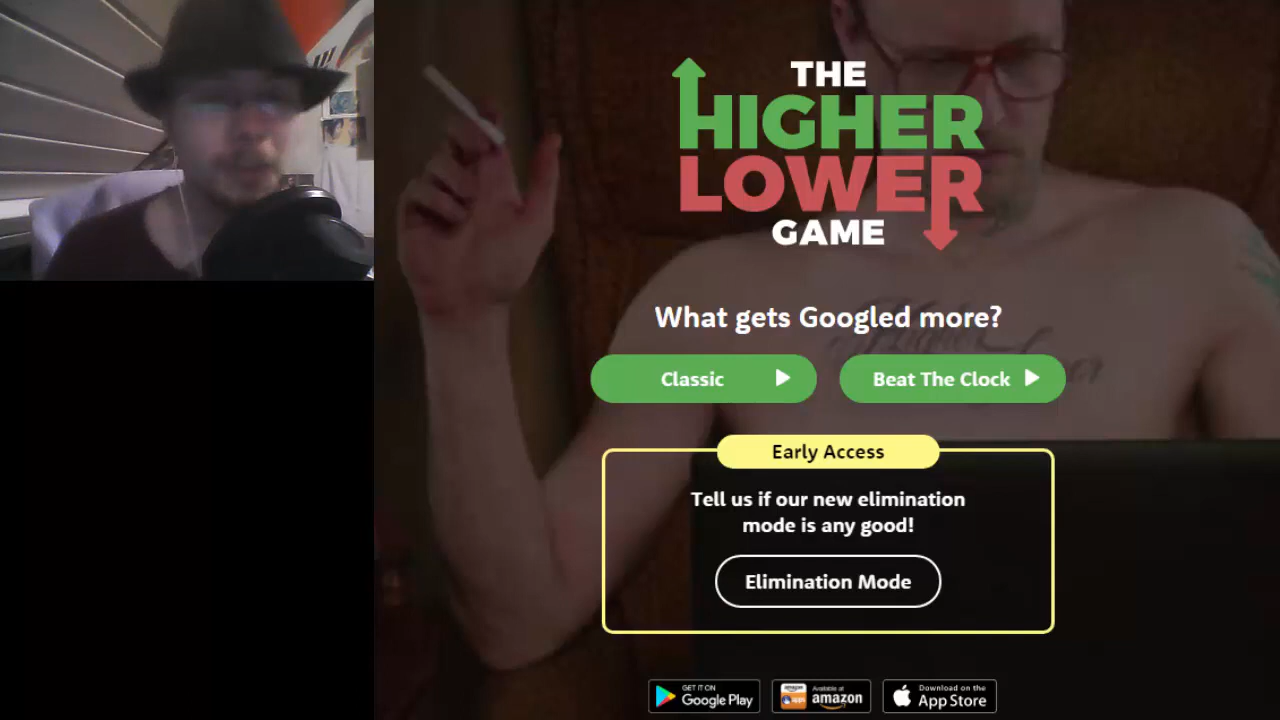 THE
HIGHER
LOWER
GAME
What gets Googled more?
Classic
Beat The Clock
Early Access
Tell us if our new elimination
mode is any good!
Elimination Mode
GET IT ON
Google Play
Available at
amazon
Download on the
App Store